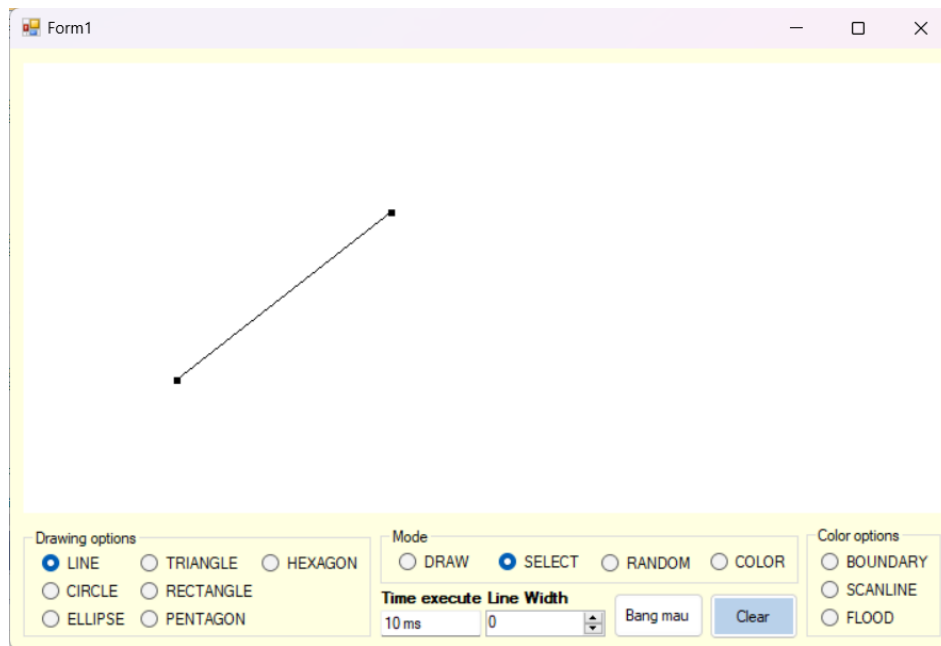 Form1
Drawing options
LINE TRIANGLE HEXAGON
CIRCLE RECTANGLE
ELLIPSE PENTAGON
Mode
DRAW SELECT RANDOM COLOR
Time execute Line Width
10 ms 0 Bang mau Clear
Color options
BOUNDARY
SCANLINE
FLOOD